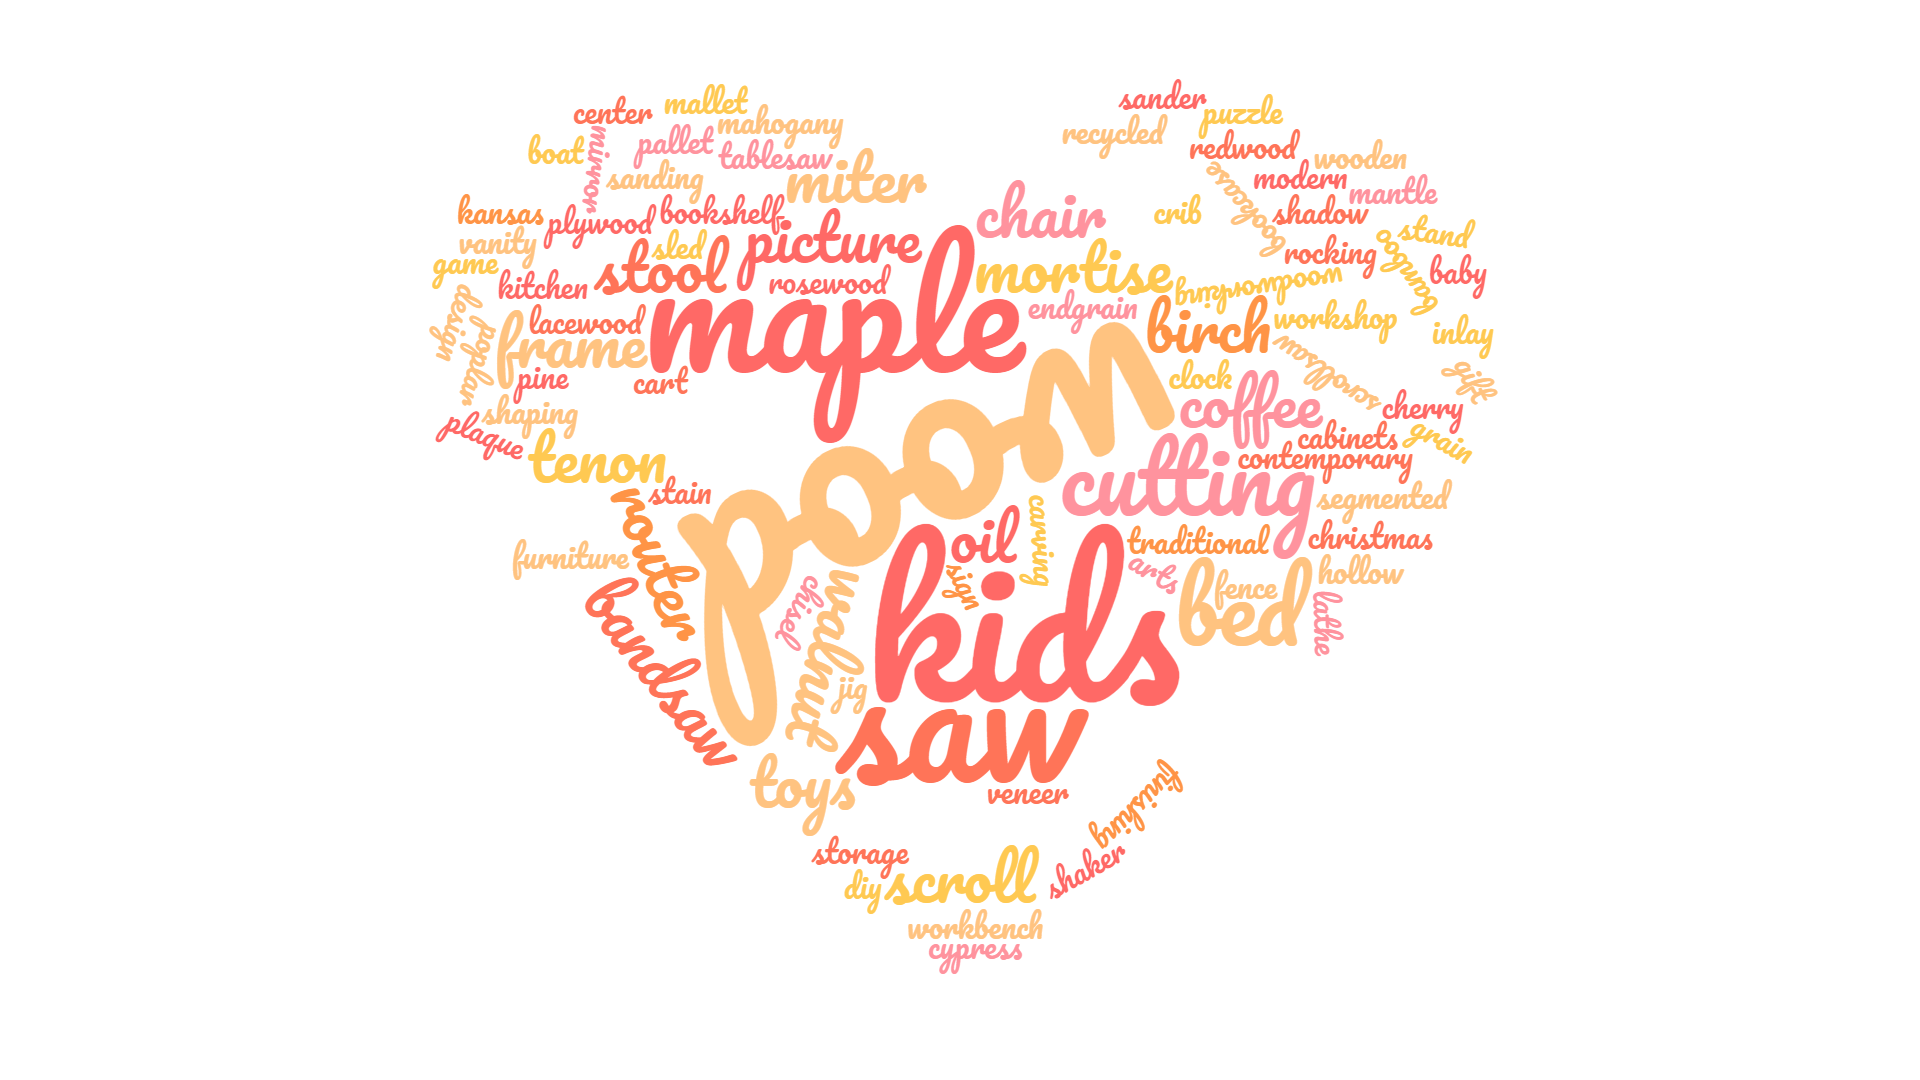 center
mallet
mahogany
boat
mirror
pallet
tablesaw
sanding
miter
kansas
plywood
bookshelf
vanity
sled
picture
game
kitchen
stool
rosewood
design
poplar
lacewood
frame
maple
pine
cart
shaping
plaque
tenon
stain
sander
puzzle
recycled
redwood
wooden
bookcase
modern
mantle
chair
crib
shadow
stand
rocking
bamboo
baby
mortise
woodworking
endgrain
birch
workshop
inlay
scrollsaw
gift
clock
coffee
cherry
cabinets
grain
contemporary
cutting
segmented
poon
router
furniture
bandsaw
chisel
walnut
jig
oil
sign
carving
kids
traditional
christmas
arts
fence
hollow
bed
lathe
saw
toys
veneer
finishing
storage
shaker
diy
scroll
workbench
cypress